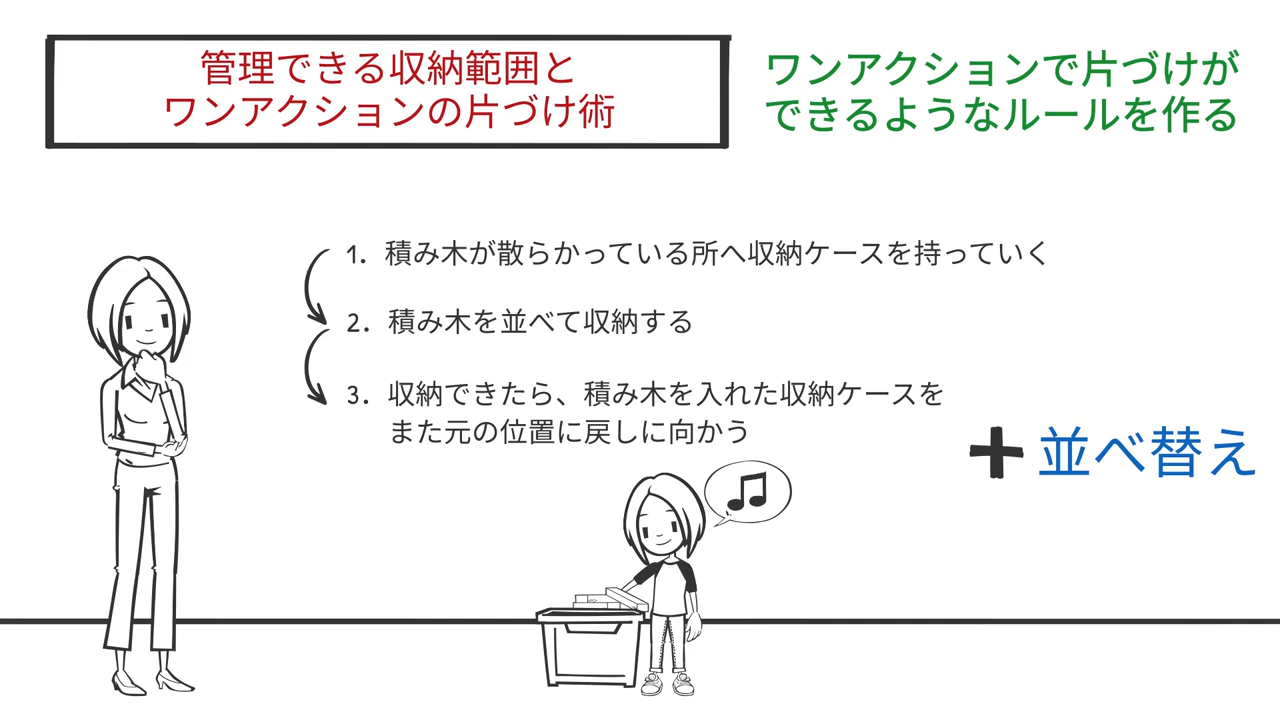 管理できる収納範囲と
ワンアクションの片づけ術
ワンアクションで片づけが
できるようなルールを作る
1. 積み木が散らかっている所へ収納ケースを持っていく
2. 積み木を並べて収納する
3. 収納できたら、積み木を入れた収納ケースを
また元の位置に戻しに向かう
+ 並べ替え